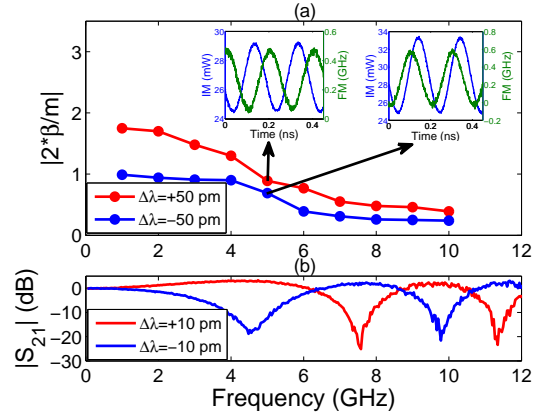 (a)
|2*β/m|
3
2
1
0
0 2 4 6 8 10 12
Δλ=+50 pm
Δλ=−50 pm
IM (mW)
30
28
26
24
FM (GHz)
0.6
0.4
0.2
0
0 0.2 0.4
Time (ns)
IM (mW)
34
32
30
28
26
24
FM (GHz)
0.8
0.6
0.4
0.2
0
−0.2
0 0.2 0.4
Time (ns)
(b)
|S21| (dB)
0
−10
−20
−30
0 2 4 6 8 10 12
Δλ=+10 pm
Δλ=−10 pm
Frequency (GHz)